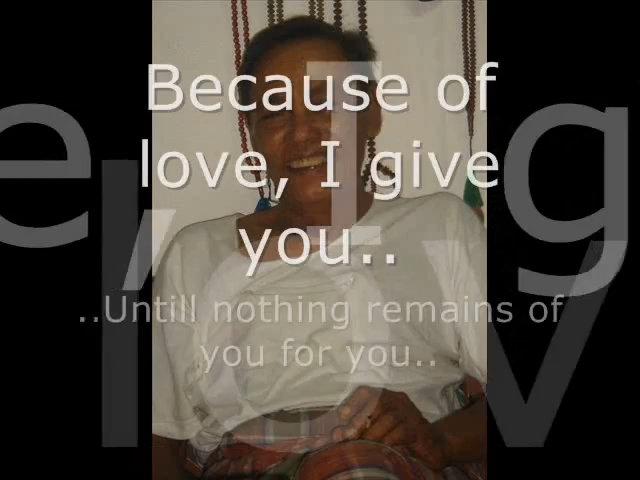 Because of
love, I give
you..
..Untill nothing remains of
you for you..